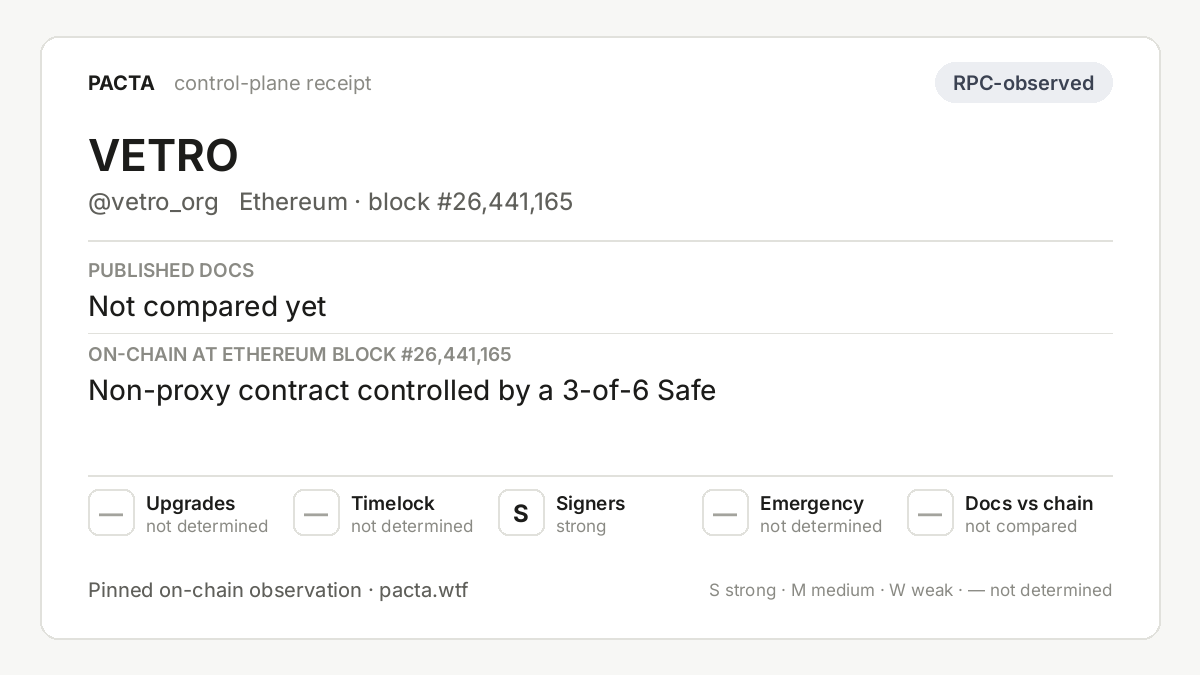 PACTA control-plane receipt RPC-observed
VETRO
@vetro_org Ethereum · block #26,441,165
PUBLISHED DOCS
Not compared yet
ON-CHAIN AT ETHEREUM BLOCK #26,441,165
Non-proxy contract controlled by a 3-of-6 Safe
— Upgrades not determined
— Timelock not determined
S Signers strong
— Emergency not determined
— Docs vs chain not compared
Pinned on-chain observation · pacta.wtf
S strong · M medium · W weak · — not determined